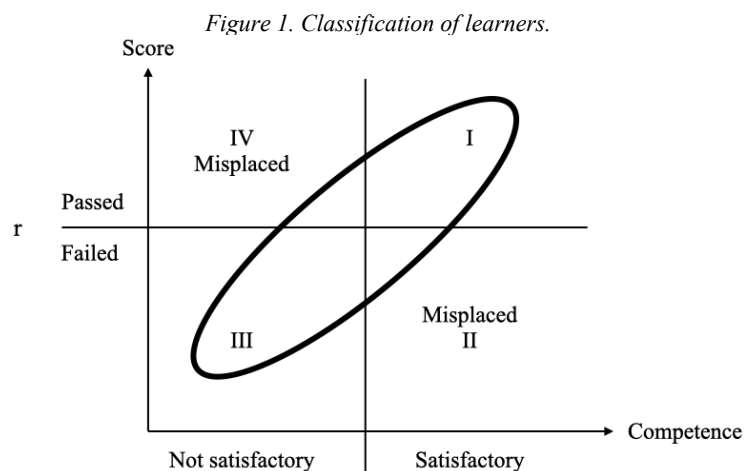 Figure 1. Classification of learners.
Score
IV
Misplaced
I
Passed
r
Failed
Misplaced
II
III
Competence
Not satisfactory
Satisfactory